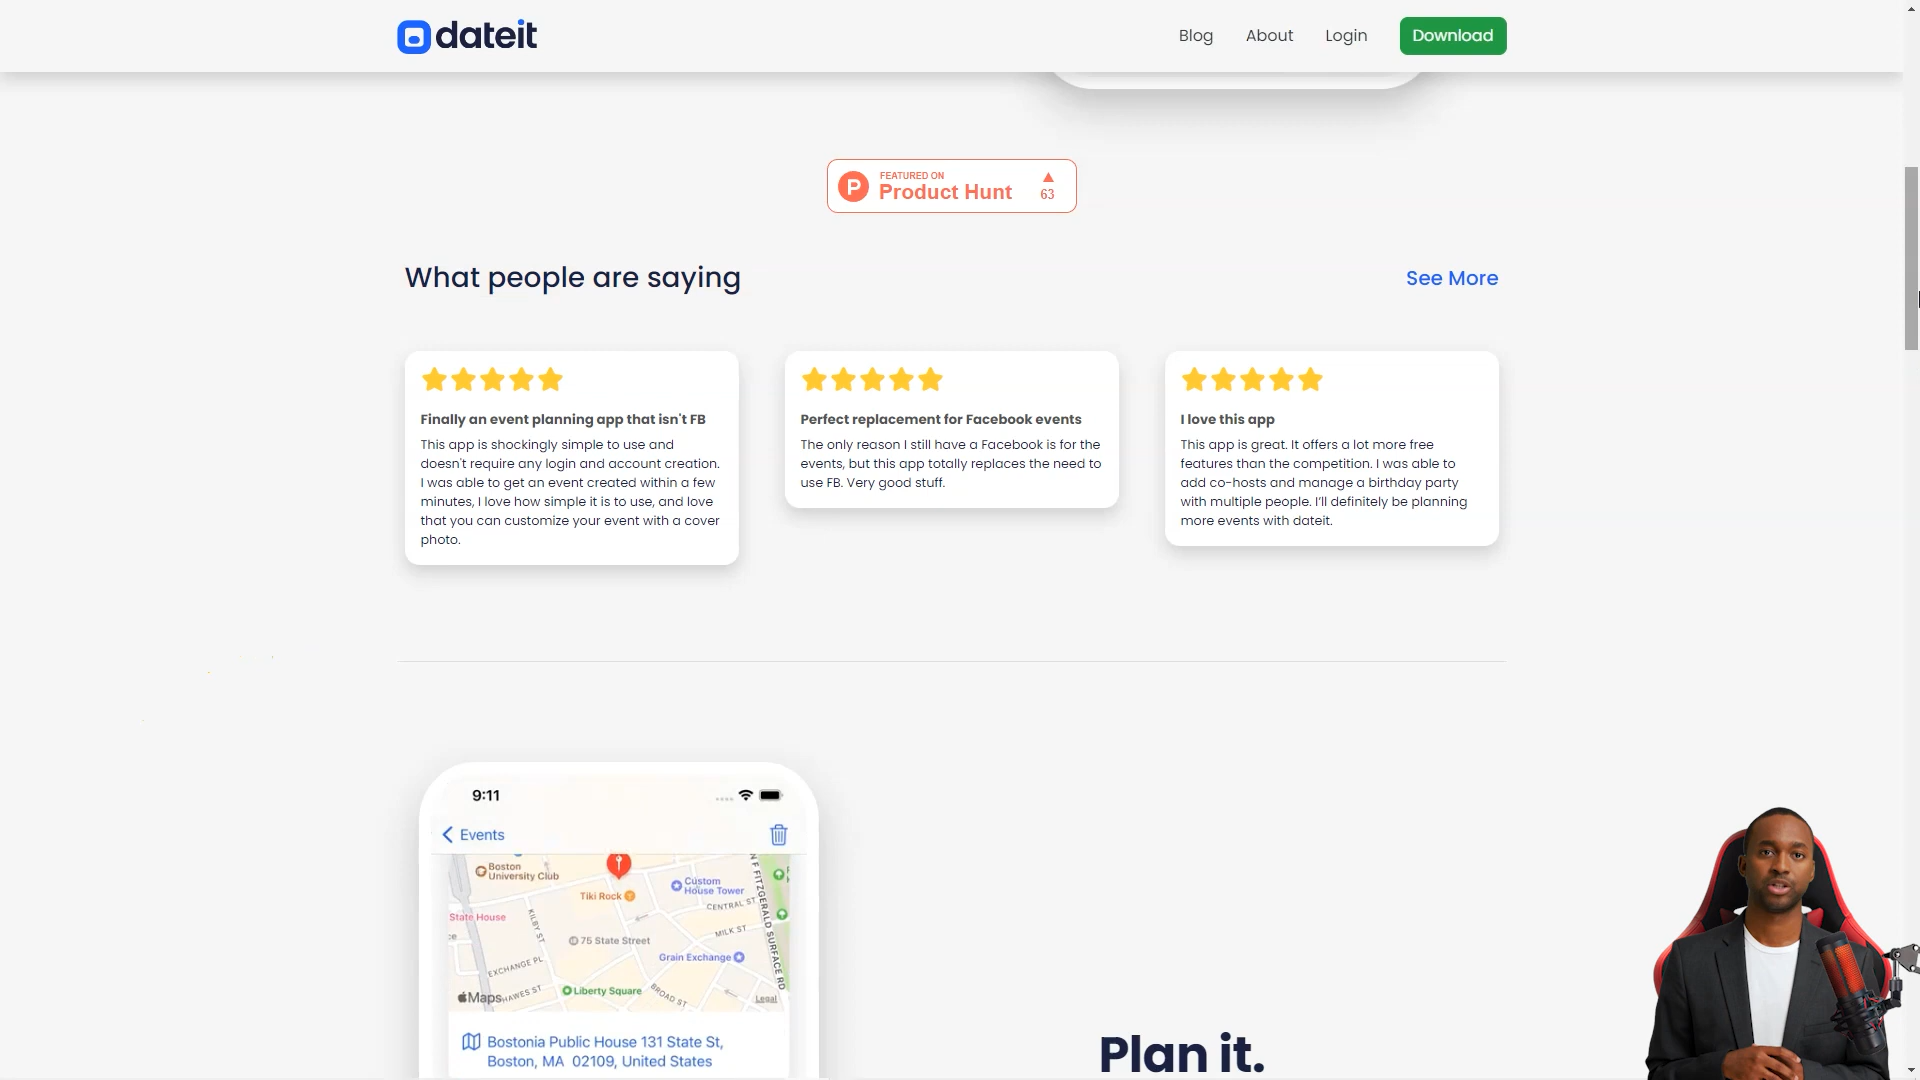 dateit
Blog About Login Download
FEATURED ON
Product Hunt
63
What people are saying
See More
Finally an event planning app that isn't FB
This app is shockingly simple to use and
doesn't require any login and account creation.
I was able to get an event created within a few
minutes, I love how simple it is to use, and love
that you can customize your event with a cover
photo.
Perfect replacement for Facebook events
The only reason I still have a Facebook is for the
events, but this app totally replaces the need to
use FB. Very good stuff.
I love this app
This app is great. It offers a lot more free
features than the competition. I was able to
add co-hosts and manage a birthday party
with multiple people. I'll definitely be planning
more events with dateit.
9:11
Events
Boston
University Club
Tiki Rock
Custom
House Tower
CENTRAL ST
State House
KILBY ST
75 State Street
MILK ST
N F FITZGERALD SURFACE RD
Grain Exchange
EXCHANGE PL
Liberty Square
BROAD ST
Maps
HAWES ST
Legal
Bostonia Public House 131 State St,
Boston, MA 02109, United States
Plan it.